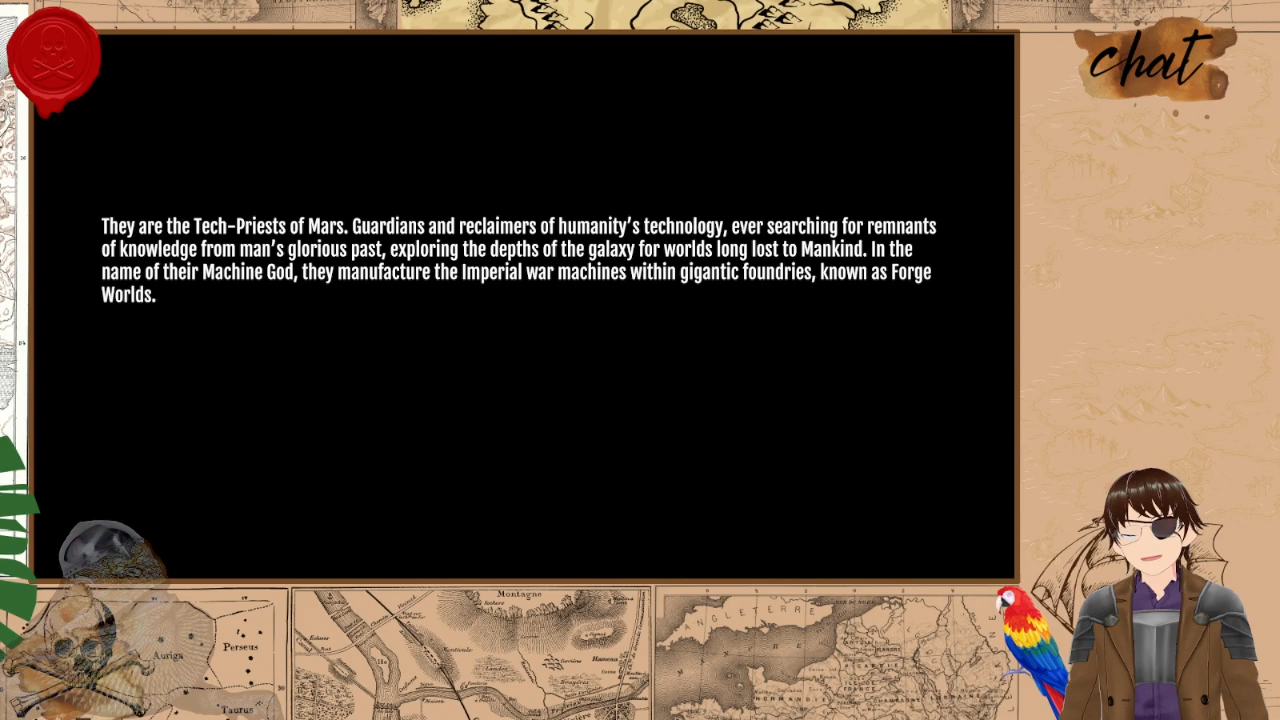 chat
They are the Tech-Priests of Mars. Guardians and reclaimers of humanity's technology, ever searching for remnants
of knowledge from man's glorious past, exploring the depths of the galaxy for worlds long lost to Mankind. In the
name of their Machine God, they manufacture the Imperial war machines within gigantic foundries, known as Forge
Worlds.
Montagne
ANGLETERRE
Perseus
Auriga
FRANCE
Taurus